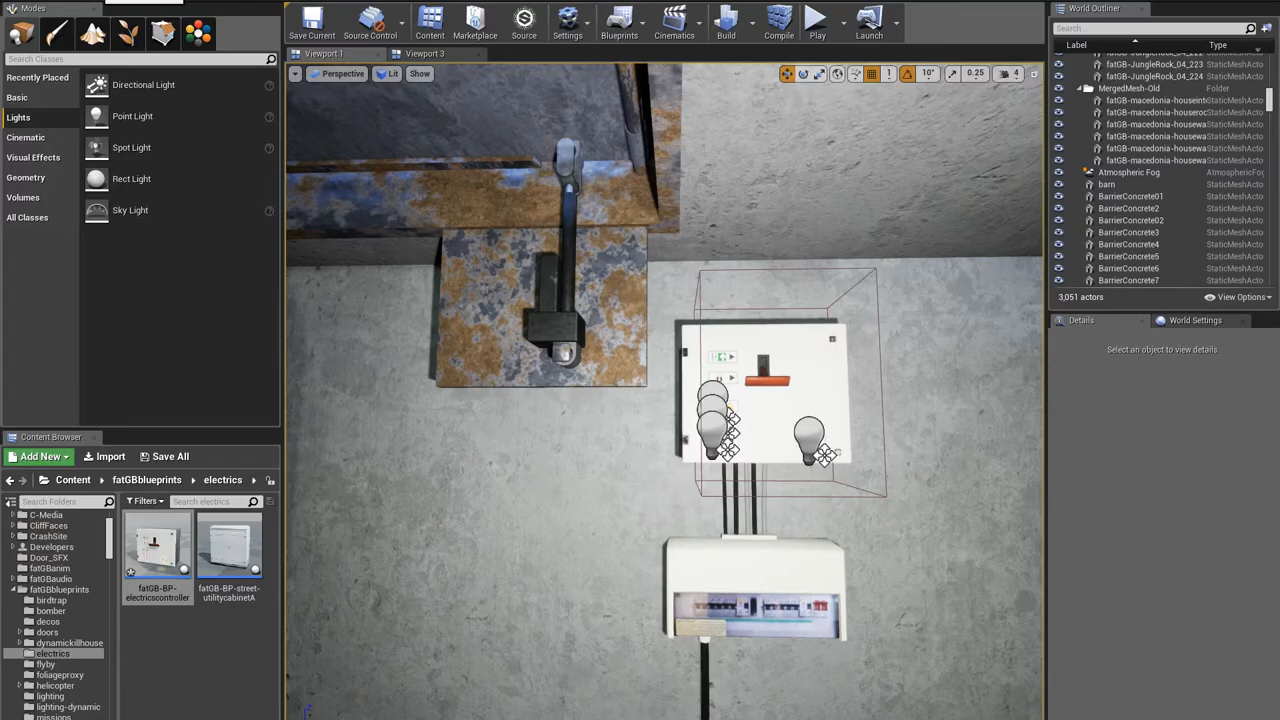 Modes
Search Classes
Recently Placed
Basic
Lights
Cinematic
Visual Effects
Geometry
Volumes
All Classes
Directional Light
Point Light
Spot Light
Rect Light
Sky Light
Save Current
Source Control
Content
Marketplace
Source
Settings
Blueprints
Cinematics
Build
Compile
Play
Launch
Viewport 1
Viewport 3
Perspective
Lit
Show
1
10°
0.25
4
World Outliner
Search...
Label
Type
fatGB-JungleRock_04_223 StaticMeshActo
fatGB-JungleRock_04_224 StaticMeshActo
MergedMesh-Old Folder
fatGB-macedonia-houseint StaticMeshActo
fatGB-macedonia-houseroc StaticMeshActo
fatGB-macedonia-housewa StaticMeshActo
fatGB-macedonia-housewa StaticMeshActo
fatGB-macedonia-housewa StaticMeshActo
fatGB-macedonia-housewa StaticMeshActo
Atmospheric Fog AtmosphericFog
barn StaticMeshActo
BarrierConcrete01 StaticMeshActo
BarrierConcrete2 StaticMeshActo
BarrierConcrete02 StaticMeshActo
BarrierConcrete3 StaticMeshActo
BarrierConcrete4 StaticMeshActo
BarrierConcrete5 StaticMeshActo
BarrierConcrete6 StaticMeshActo
BarrierConcrete7 StaticMeshActo
3,051 actors
View Options
Details
World Settings
Select an object to view details.
Content Browser
Add New
Import
Save All
Content
fatGBblueprints
electrics
Search Folders
Filters
Search electrics
C-Media
CliffFaces
CrashSite
Developers
Door_SFX
fatGBanim
fatGBaudio
fatGBblueprints
birdtrap
bomber
decos
doors
dynamickillhouse
electrics
flyby
foliageproxy
helicopter
lighting
lighting-dynamic
missions
fatGB-BP-
electricscontroller
fatGB-BP-street-
utilitycabinetA